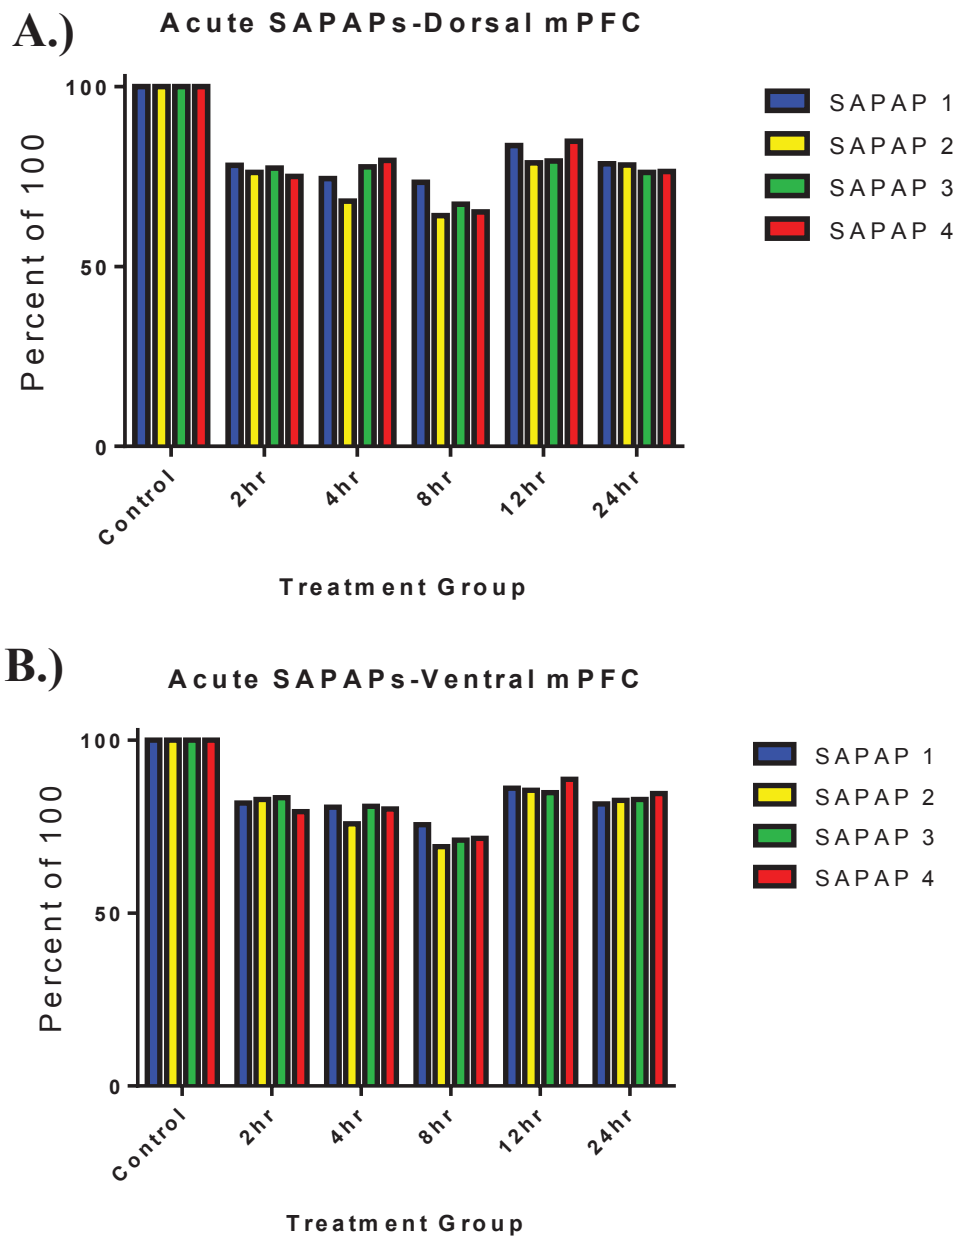 A.)
Acute SAPAPs-Dorsal mPFC
100
50
0
Percent of 100
Control
2hr
4hr
8hr
12hr
24hr
Treatment Group
SAPAP 1
SAPAP 2
SAPAP 3
SAPAP 4
B.)
Acute SAPAPs-Ventral mPFC
100
50
0
Percent of 100
Control
2hr
4hr
8hr
12hr
24hr
Treatment Group
SAPAP 1
SAPAP 2
SAPAP 3
SAPAP 4